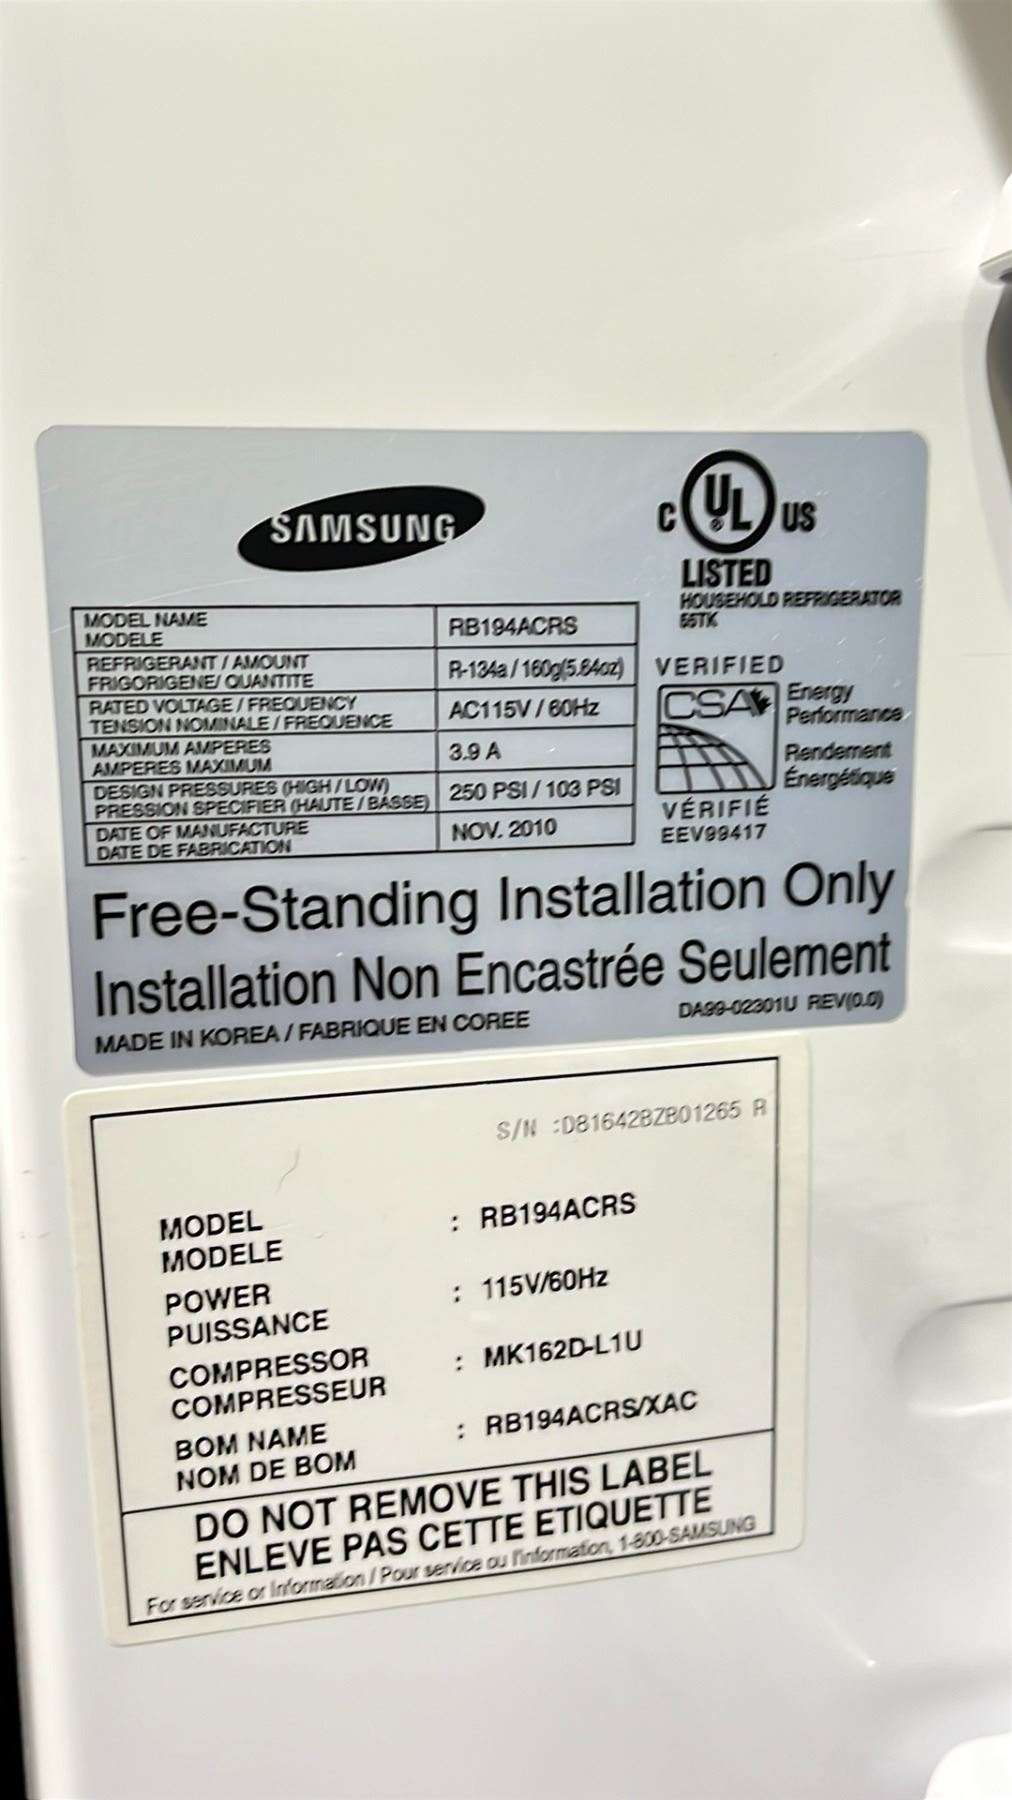 SAMSUNG
C UL US
®
LISTED
HOUSEHOLD REFRIGERATOR
56TK
MODEL NAME
MODELE
RB194ACRS
REFRIGERANT / AMOUNT
FRIGORIGENE/ QUANTITE
R-134a / 160g(5.64oz)
RATED VOLTAGE / FREQUENCY
TENSION NOMINALE / FREQUENCE
AC115V / 60Hz
MAXIMUM AMPERES
AMPERES MAXIMUM
3.9 A
DESIGN PRESSURES (HIGH / LOW)
PRESSION SPECIFIER (HAUTE / BASSE)
250 PSI / 103 PSI
DATE OF MANUFACTURE
DATE DE FABRICATION
NOV. 2010
VERIFIED
CSA
Energy
Performance
Rendement
Énergétique
VÉRIFIÉ
EEV99417
Free-Standing Installation Only
Installation Non Encastrée Seulement
MADE IN KOREA / FABRIQUE EN COREE
DA99-02301U REV(0.0)
S/N :D81642BZB01265 R
MODEL
MODELE
: RB194ACRS
POWER
PUISSANCE
: 115V/60Hz
COMPRESSOR
COMPRESSEUR
: MK162D-L1U
BOM NAME
NOM DE BOM
: RB194ACRS/XAC
DO NOT REMOVE THIS LABEL
ENLEVE PAS CETTE ETIQUETTE
For service or Information / Pour service ou l'information, 1-800-SAMSUNG